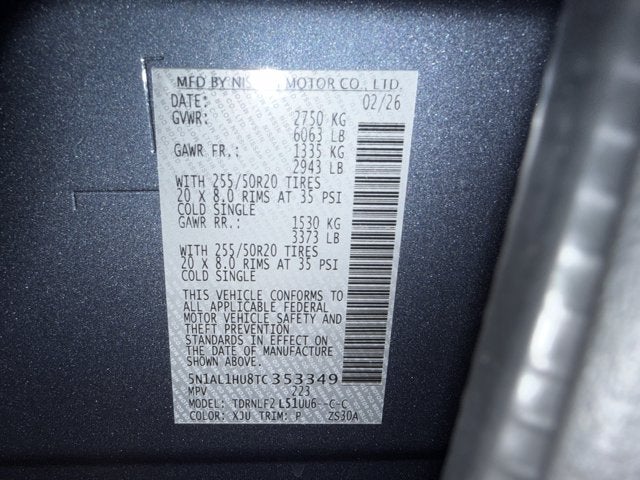 MFD BY NISSAN MOTOR CO., LTD.
DATE: 02/26
GVWR: 2750 KG
6063 LB
GAWR FR.: 1335 KG
2943 LB
WITH 255/50R20 TIRES
20 X 8.0 RIMS AT 35 PSI
COLD SINGLE
GAWR RR.: 1530 KG
3373 LB
WITH 255/50R20 TIRES
20 X 8.0 RIMS AT 35 PSI
COLD SINGLE
THIS VEHICLE CONFORMS TO
ALL APPLICABLE FEDERAL
MOTOR VEHICLE SAFETY AND
THEFT PREVENTION
STANDARDS IN EFFECT ON
THE DATE OF MANUFACTURE
SHOWN ABOVE.
5N1AL1HU8TC353349
MPV 223
MODEL: TDRNLF2 L51UU6--C-C
COLOR: XJU TRIM: P ZS30A